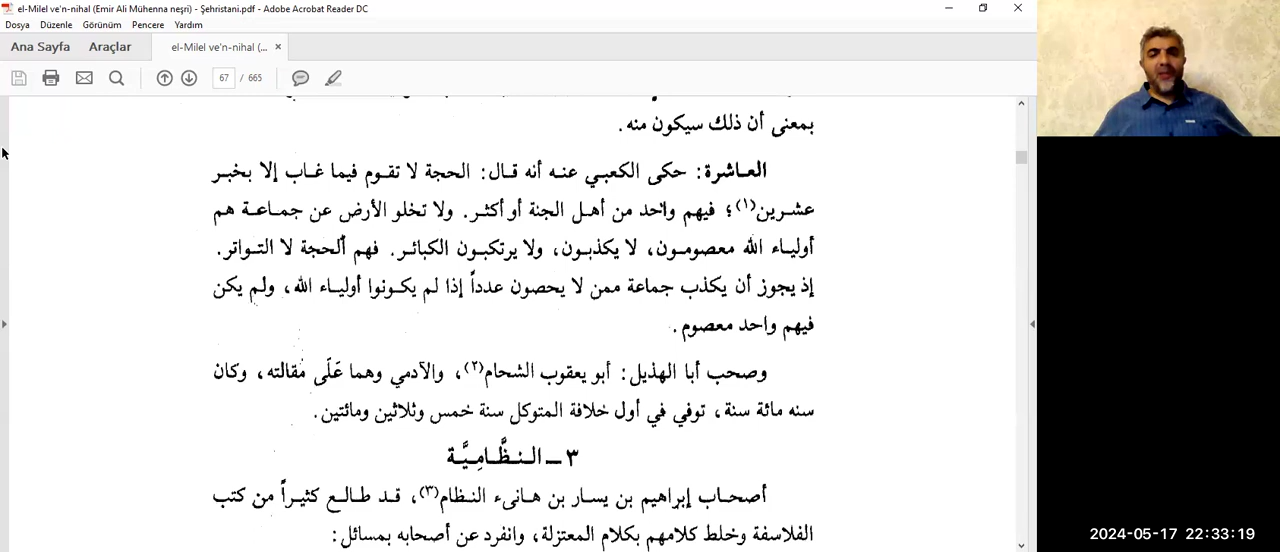 el-Milel ve'n-nihal (Emir Ali Mühenna neşri) - Şehristani.pdf - Adobe Acrobat Reader DC
Dosya Düzenle Görünüm Pencere Yardım
Ana Sayfa Araçlar el-Milel ve'n-nihal (... ×
67 / 665
بمعنى أن ذلك سيكون منه.
العاشرة: حكى الكعبي عنه أنه قال: الحجة لا تقوم فيما غاب إلا بخبر
عشرين(١)؛ فيهم واحد من أهل الجنة أو أكثر. ولا تخلو الأرض عن جماعة هم
أولياء الله معصومون، لا يكذبون، ولا يرتكبون الكبائر. فهم الحجة لا التواتر.
إذ يجوز أن يكذب جماعة ممن لا يحصون عدداً إذا لم يكونوا أولياء الله، ولم يكن
فيهم واحد معصوم.
وصحب أبا الهذيل: أبو يعقوب الشحام(٢)، والآدمي وهما عَلَى مقالته، وكان
سنه مائة سنة، توفي في أول خلافة المتوكل سنة خمس وثلاثين ومائتين.
٣ ـ النظَّامِيَّة
أصحاب إبراهيم بن يسار بن هانىء النظام(٣)، قد طالع كثيراً من كتب
الفلاسفة وخلط كلامهم بكلام المعتزلة، وانفرد عن أصحابه بمسائل:
2024-05-17 22:33:19